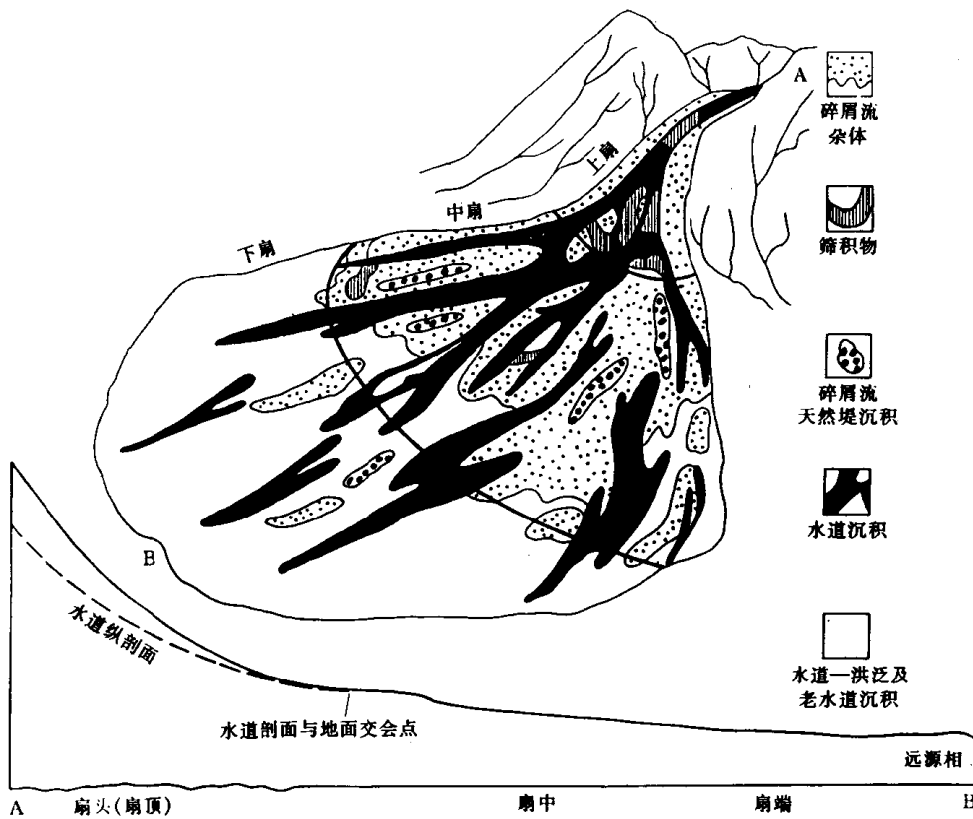 A
碎屑流
杂体
上扇
中扇
筛积物
下扇
碎屑流
天然堤沉积
水道沉积
B
水道纵剖面
水道—洪泛及
老水道沉积
水道剖面与地面交会点
远源相
A
扇头(扇顶)
扇中
扇端
B